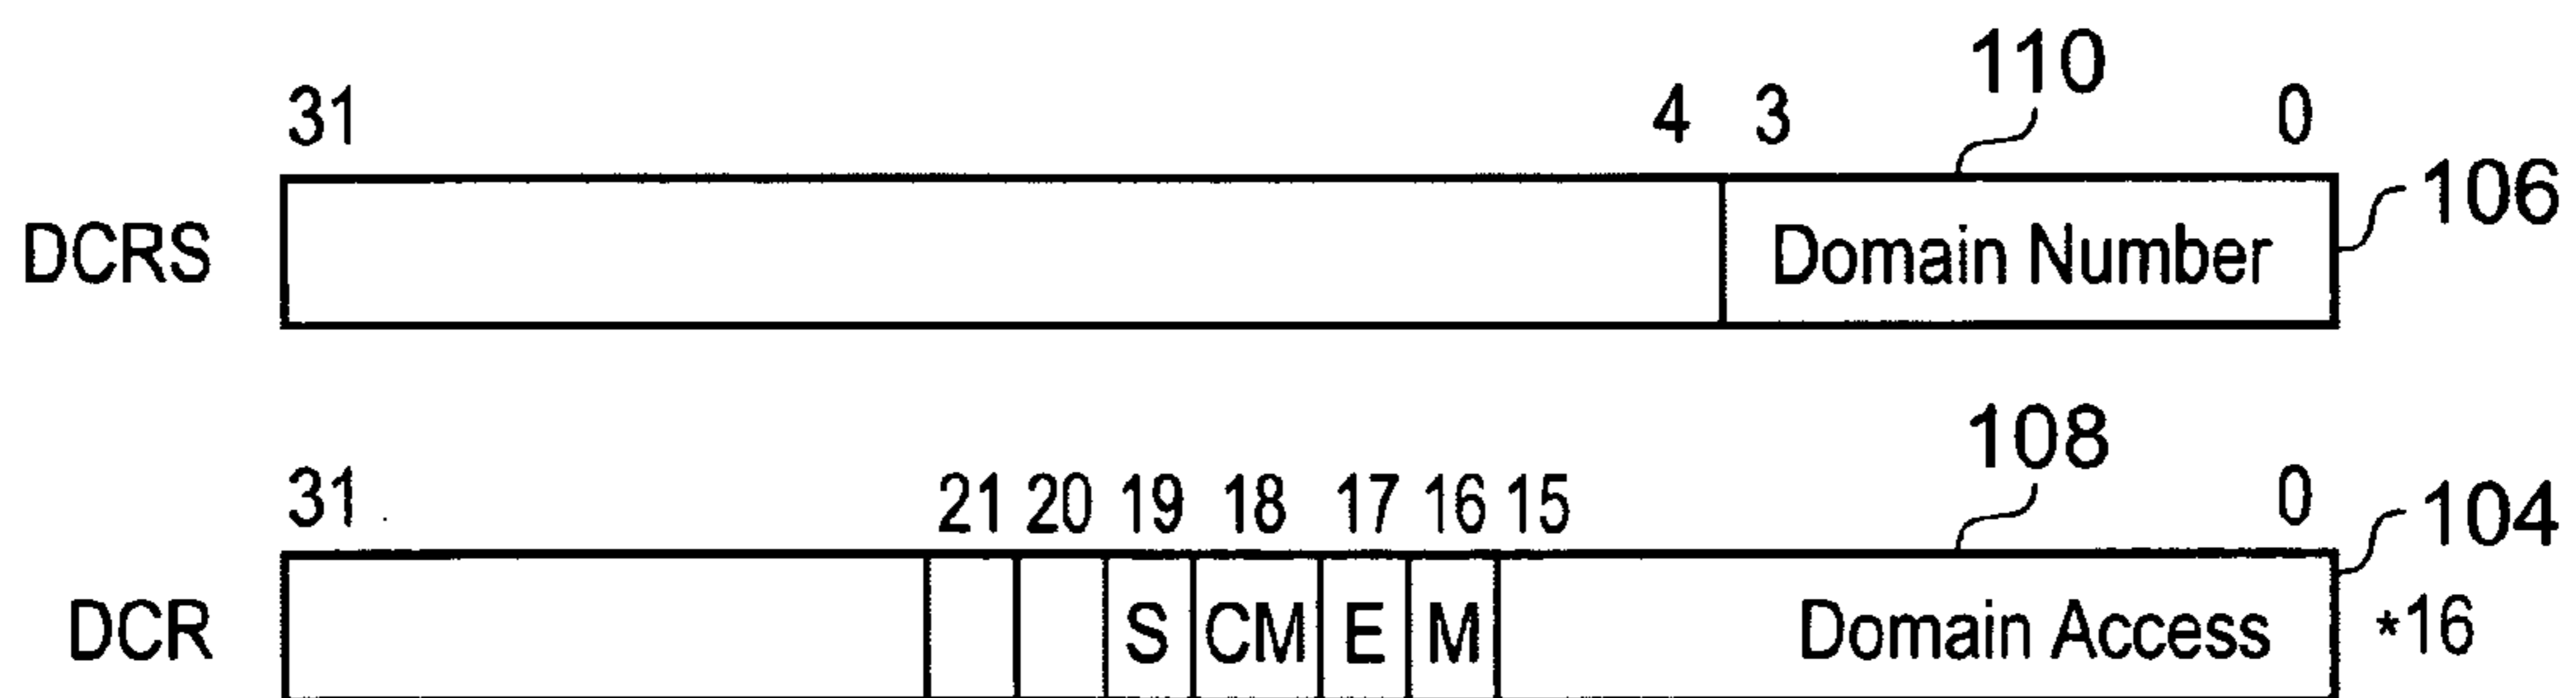 110
31 4 3 0
106
DCRS Domain Number
108
31 21 20 19 18 17 16 15 0
104
DCR S CM E M Domain Access *16